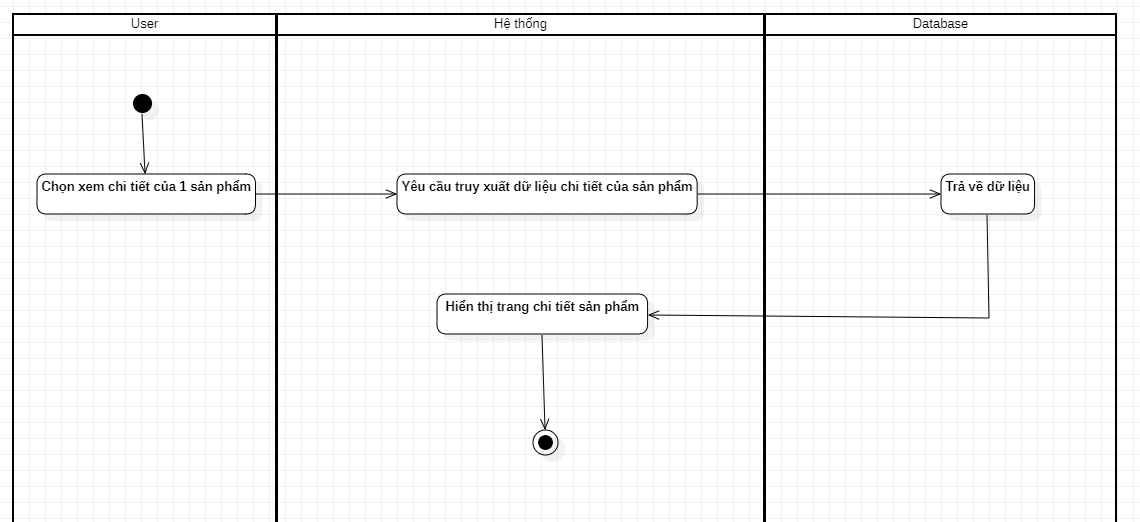 User
Hệ thống
Database
Chọn xem chi tiết của 1 sản phẩm
Yêu cầu truy xuất dữ liệu chi tiết của sản phẩm
Trả về dữ liệu
Hiển thị trang chi tiết sản phẩm